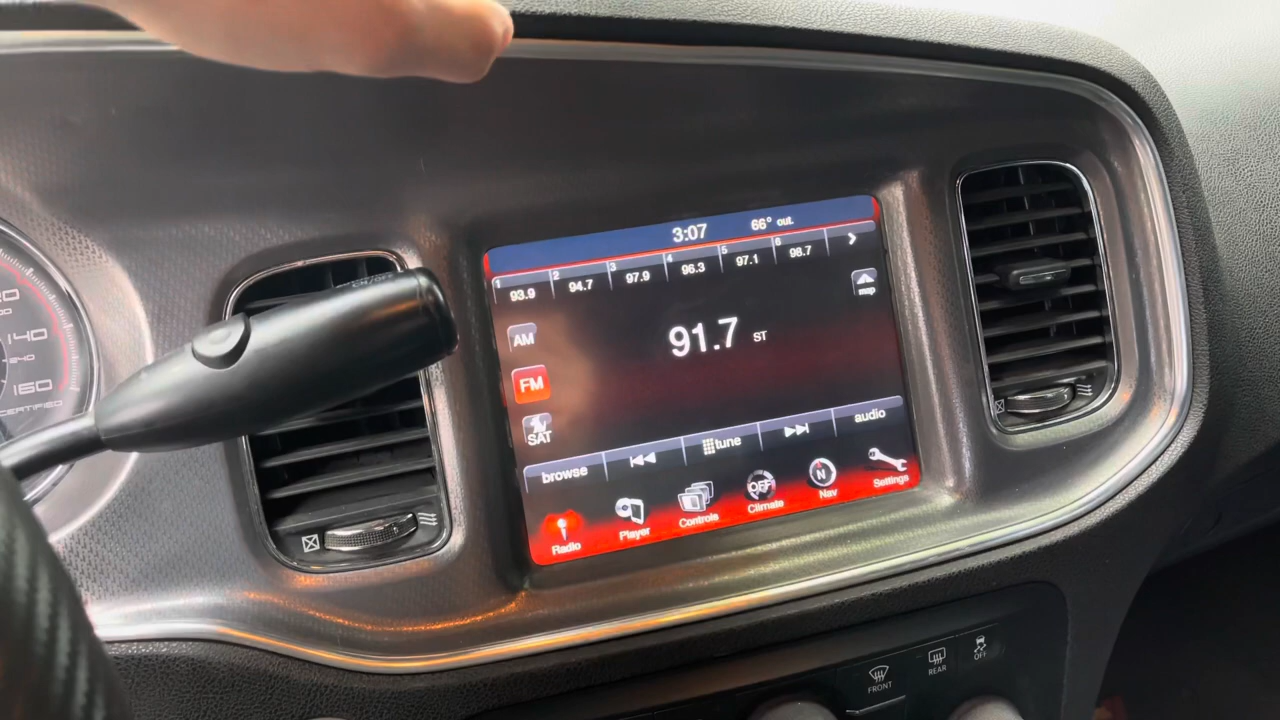 3:07 66° out.
1 2 3 4 5 6
93.9 94.7 97.9 96.3 97.1 98.7
map
AM
91.7 ST
FM
SAT
browse tune audio
Radio Player Controls OFF Climate N Nav Settings
140
240
160
CERTIFIED
FRONT
REAR
OFF